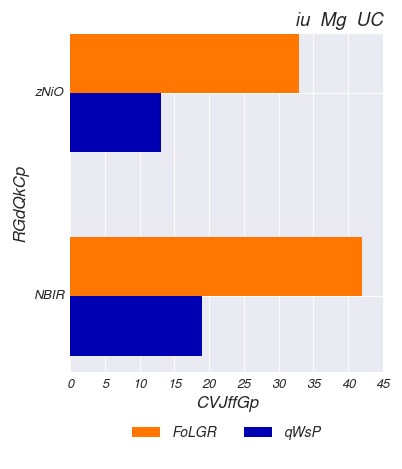 iu  Mg  UC
zNiO
NBIR
RGdQkCp
0 5 10 15 20 25 30 35 40 45
CVJffGp
FoLGR qWsP